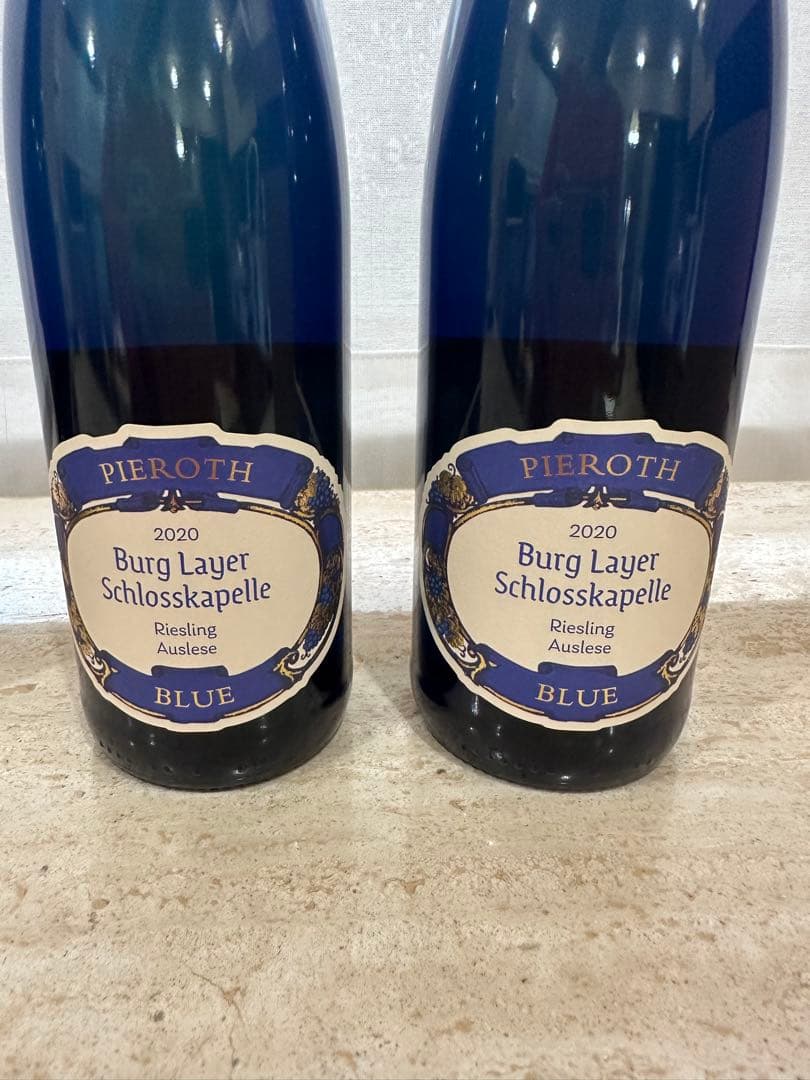 PIEROTH
2020
Burg Layer
Schlosskapelle
Riesling
Auslese
BLUE
PIEROTH
2020
Burg Layer
Schlosskapelle
Riesling
Auslese
BLUE